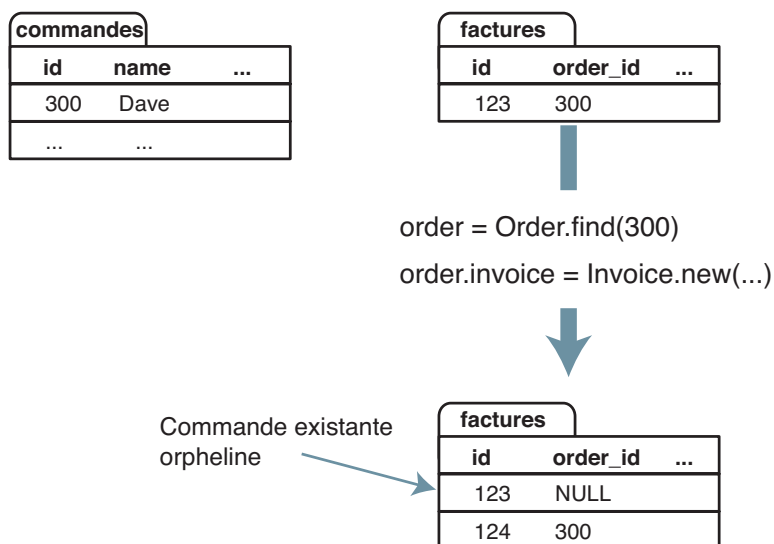 commandes
id name ...
300 Dave
... ...
factures
id order_id ...
123 300
order = Order.find(300)
order.invoice = Invoice.new(...)
Commande existante
orpheline
factures
id order_id ...
123 NULL
124 300